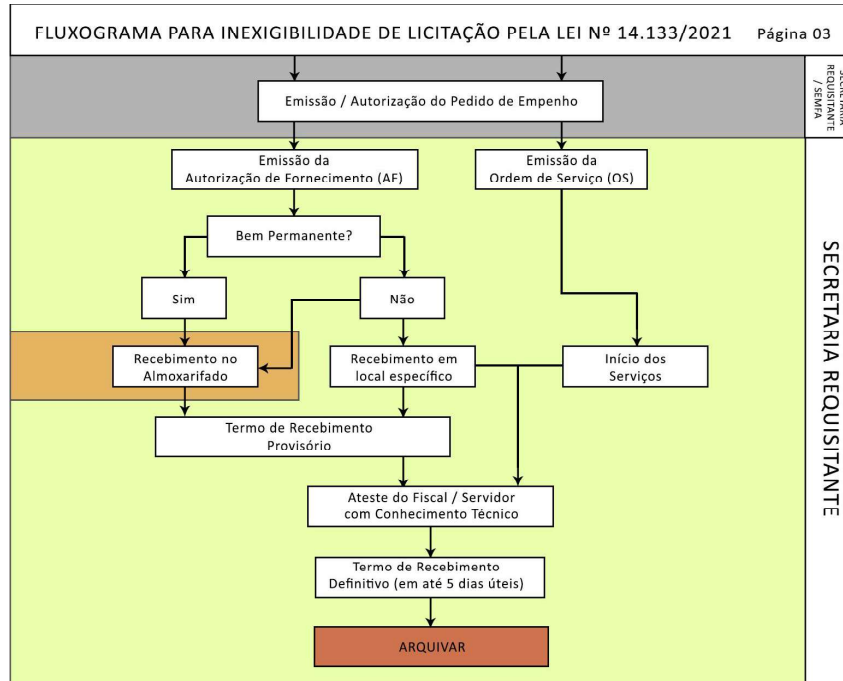 FLUXOGRAMA PARA INEXIGIBILIDADE DE LICITAÇÃO PELA LEI Nº 14.133/2021 Página 03
SECRETARIA
REQUISITANTE
/ SEMFA
Emissão / Autorização do Pedido de Empenho
Emissão da
Autorização de Fornecimento (AF)
Emissão da
Ordem de Serviço (OS)
Bem Permanente?
Sim
Não
Recebimento no
Almoxarifado
Recebimento em
local específico
Início dos
Serviços
Termo de Recebimento
Provisório
Ateste do Fiscal / Servidor
com Conhecimento Técnico
Termo de Recebimento
Definitivo (em até 5 dias úteis)
ARQUIVAR
SECRETARIA REQUISITANTE